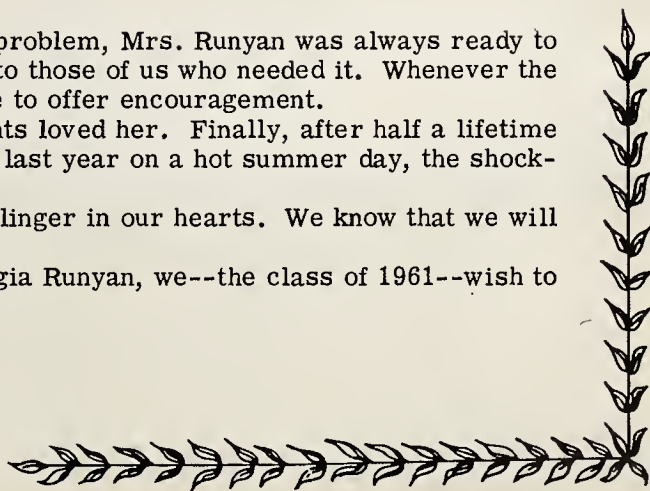 problem, Mrs. Runyan was always ready to
to those of us who needed it. Whenever the
to offer encouragement.
loved her. Finally, after half a lifetime
last year on a hot summer day, the shock-
linger in our hearts. We know that we will
Runyan, we--the class of 1961--wish to